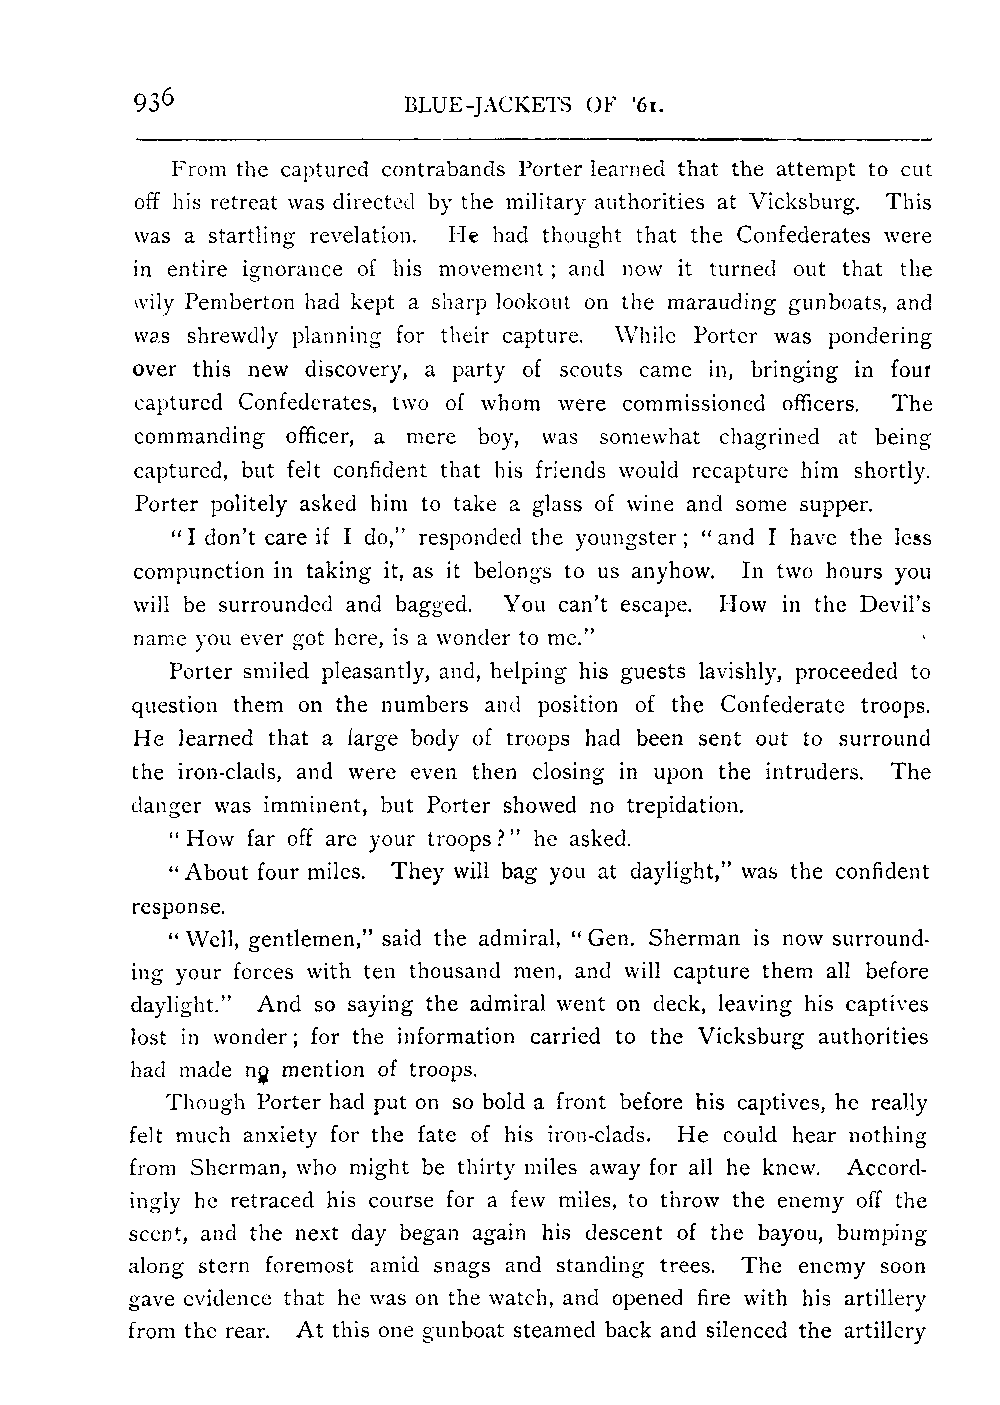 936 BLUE-JACKETS OF '61.
From the captured contrabands Porter learned that the attempt to cut
off his retreat was directed by the military authorities at Vicksburg. This
was a startling revelation. He had thought that the Confederates were
in entire ignorance of his movement; and now it turned out that the
wily Pemberton had kept a sharp lookout on the marauding gunboats, and
was shrewdly planning for their capture. While Porter was pondering
over this new discovery, a party of scouts came in, bringing in four
captured Confederates, two of whom were commissioned officers. The
commanding officer, a mere boy, was somewhat chagrined at being
captured, but felt confident that his friends would recapture him shortly.
Porter politely asked him to take a glass of wine and some supper.
"I don't care if I do," responded the youngster; "and I have the less
compunction in taking it, as it belongs to us anyhow. In two hours you
will be surrounded and bagged. You can't escape. How in the Devil's
name you ever got here, is a wonder to me."
Porter smiled pleasantly, and, helping his guests lavishly, proceeded to
question them on the numbers and position of the Confederate troops.
He learned that a large body of troops had been sent out to surround
the iron-clads, and were even then closing in upon the intruders. The
danger was imminent, but Porter showed no trepidation.
"How far off are your troops?" he asked.
"About four miles. They will bag you at daylight," was the confident
response.
"Well, gentlemen," said the admiral, "Gen. Sherman is now surround-
ing your forces with ten thousand men, and will capture them all before
daylight." And so saying the admiral went on deck, leaving his captives
lost in wonder; for the information carried to the Vicksburg authorities
had made no mention of troops.
Though Porter had put on so bold a front before his captives, he really
felt much anxiety for the fate of his iron-clads. He could hear nothing
from Sherman, who might be thirty miles away for all he knew. Accord-
ingly he retraced his course for a few miles, to throw the enemy off the
scent, and the next day began again his descent of the bayou, bumping
along stern foremost amid snags and standing trees. The enemy soon
gave evidence that he was on the watch, and opened fire with his artillery
from the rear. At this one gunboat steamed back and silenced the artillery